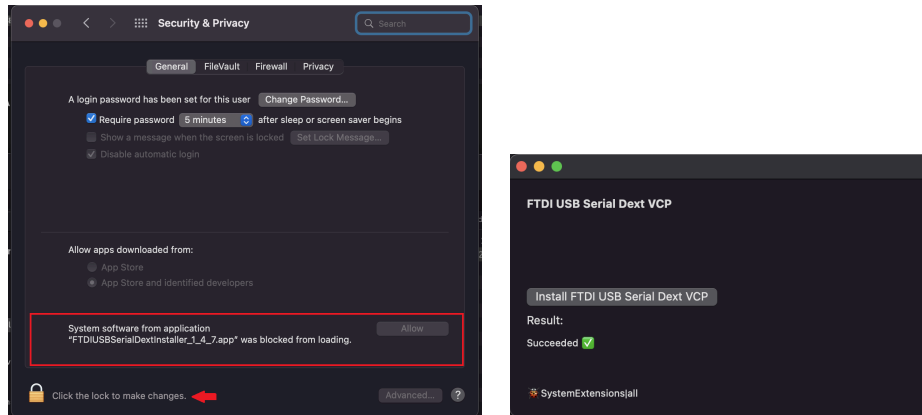 Security & Privacy
Search
General FileVault Firewall Privacy
A login password has been set for this user Change Password...
Require password 5 minutes after sleep or screen saver begins
Show a message when the screen is locked Set Lock Message...
Disable automatic login
Allow apps downloaded from:
App Store
App Store and identified developers
System software from application Allow
"FTDIUSBSerialDextInstaller_1_4_7.app" was blocked from loading.
Click the lock to make changes. Advanced... ?
FTDI USB Serial Dext VCP
Install FTDI USB Serial Dext VCP
Result:
Succeeded ✅
SystemExtensions|all